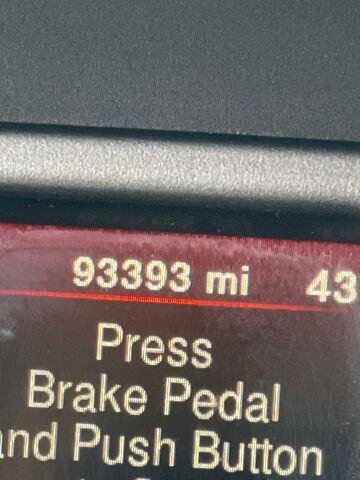 93393 mi 43
Press
Brake Pedal
and Push Button